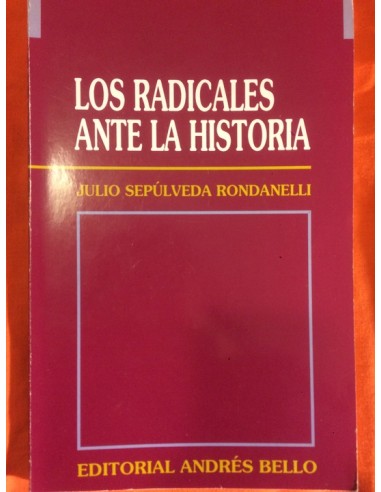 LOS RADICALES
ANTE LA HISTORIA
JULIO SEPÚLVEDA RONDANELLI
EDITORIAL ANDRÉS BELLO